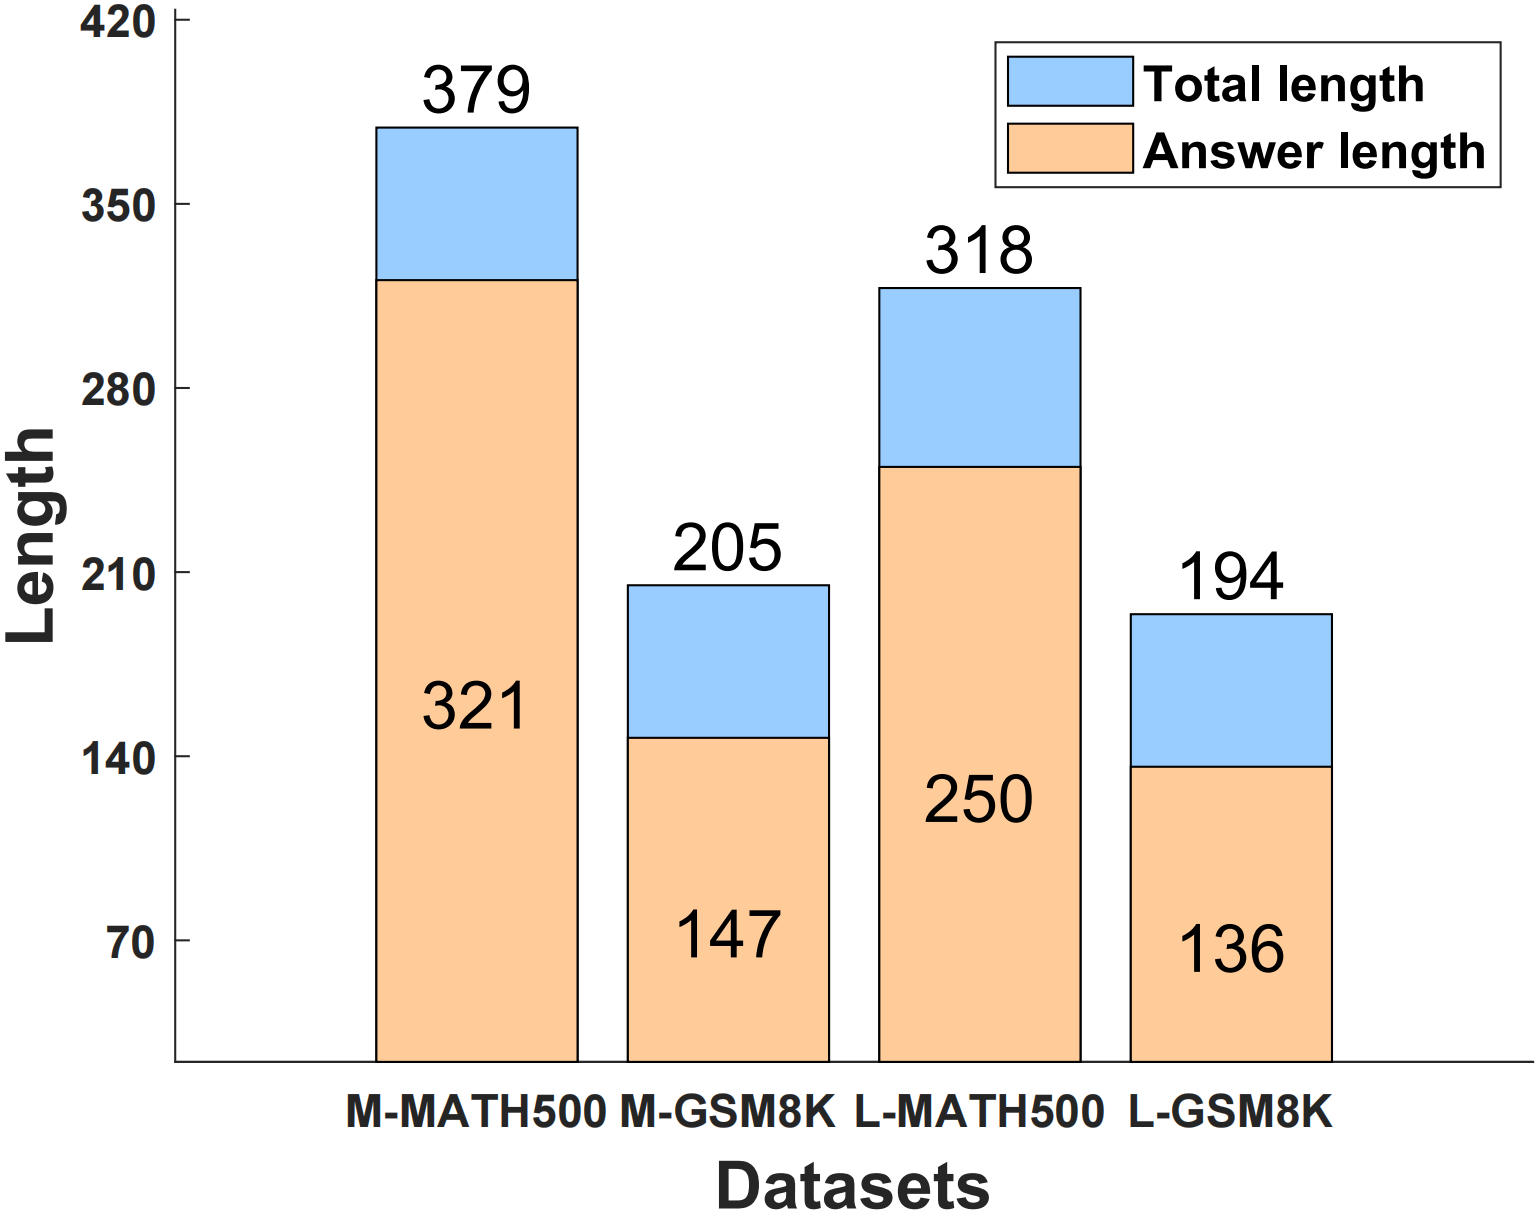 420
350
280
210
140
70
Length
379
321
205
147
318
250
194
136
Total length
Answer length
M-MATH500 M-GSM8K L-MATH500 L-GSM8K
Datasets